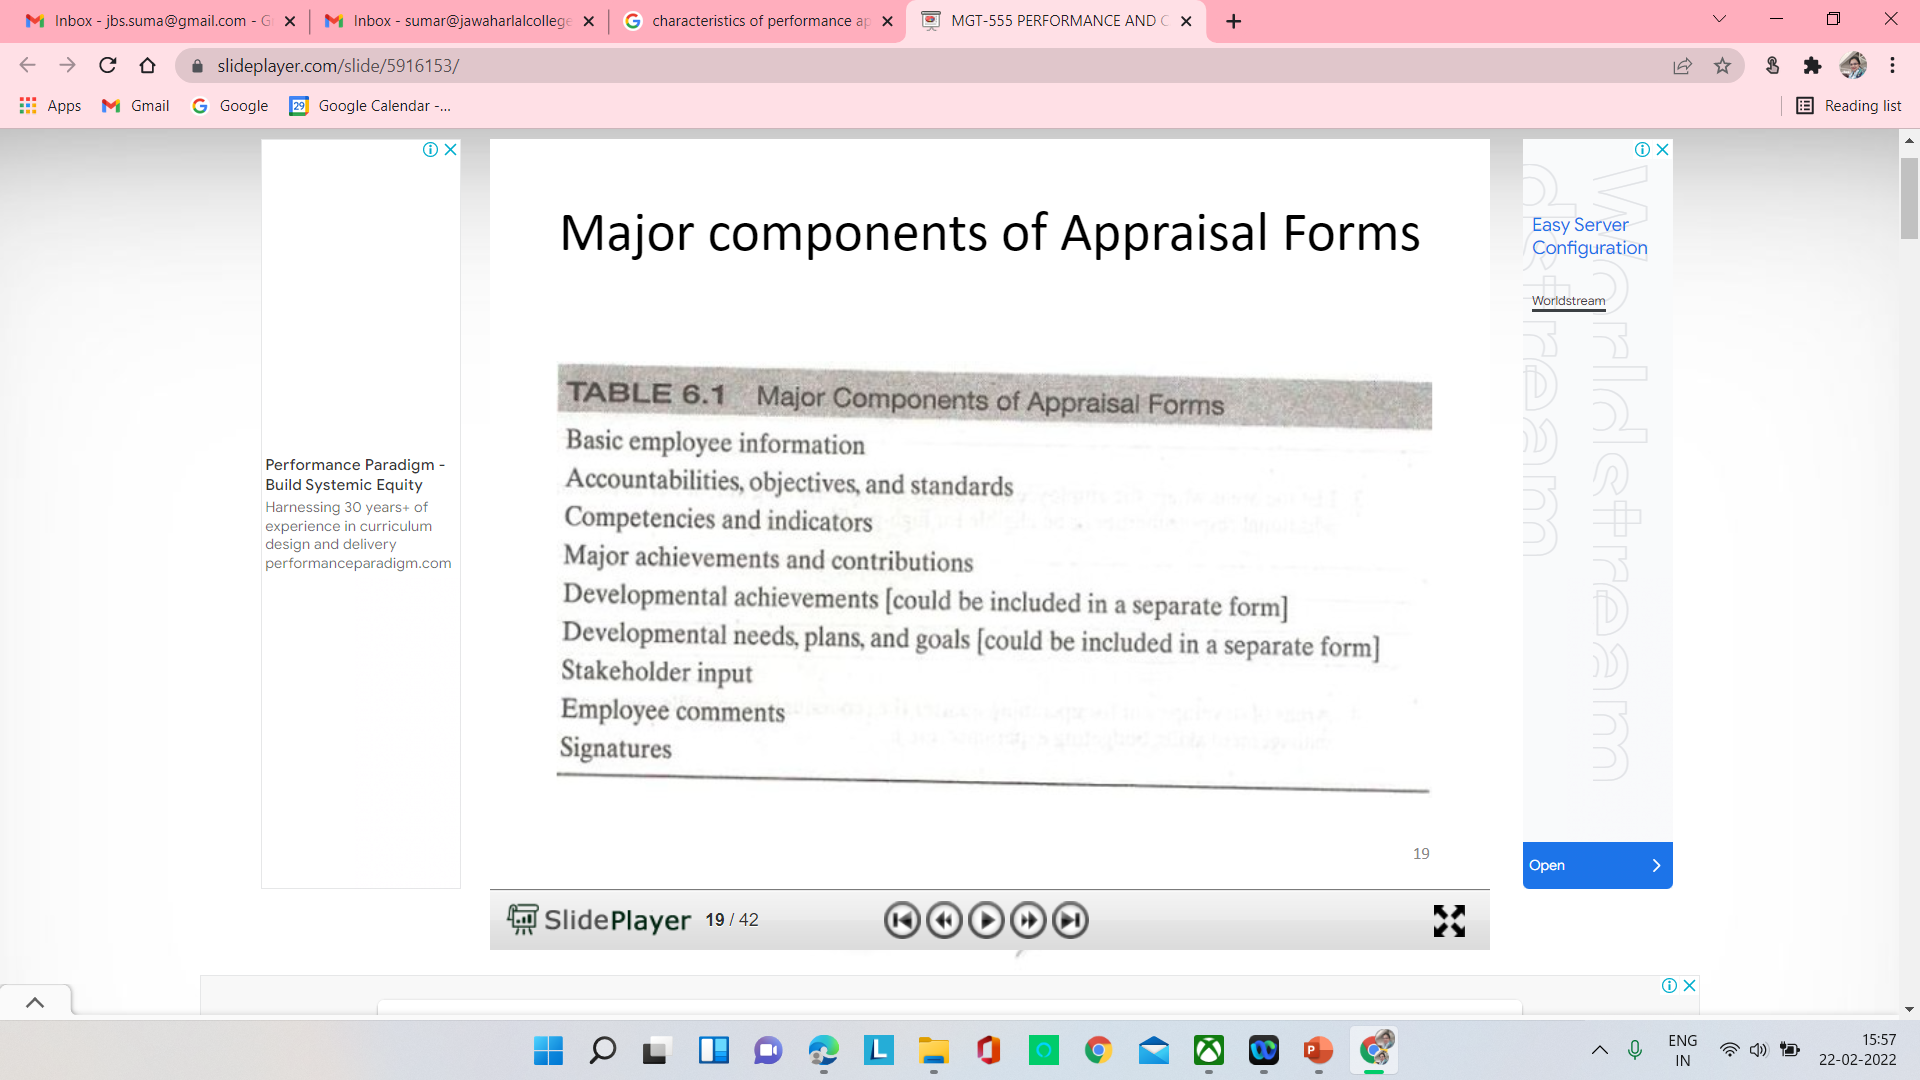 Inbox - jbs.suma@gmail.com - G
Inbox - sumar@jawaharlalcollege
characteristics of performance ap
MGT-555 PERFORMANCE AND C
slideplayer.com/slide/5916153/
Apps
Gmail
Google
29
Google Calendar -...
Reading list
Major components of Appraisal Forms
TABLE 6.1 Major Components of Appraisal Forms
Basic employee information
Accountabilities, objectives, and standards
Competencies and indicators
Major achievements and contributions
Developmental achievements [could be included in a separate form]
Developmental needs, plans, and goals [could be included in a separate form]
Stakeholder input
Employee comments
Signatures
19
Performance Paradigm -
Build Systemic Equity
Harnessing 30 years+ of
experience in curriculum
design and delivery
performanceparadigm.com
Easy Server
Configuration
Worldstream
Worldstream
Open
SlidePlayer 19 / 42
ENG
IN
15:57
22-02-2022